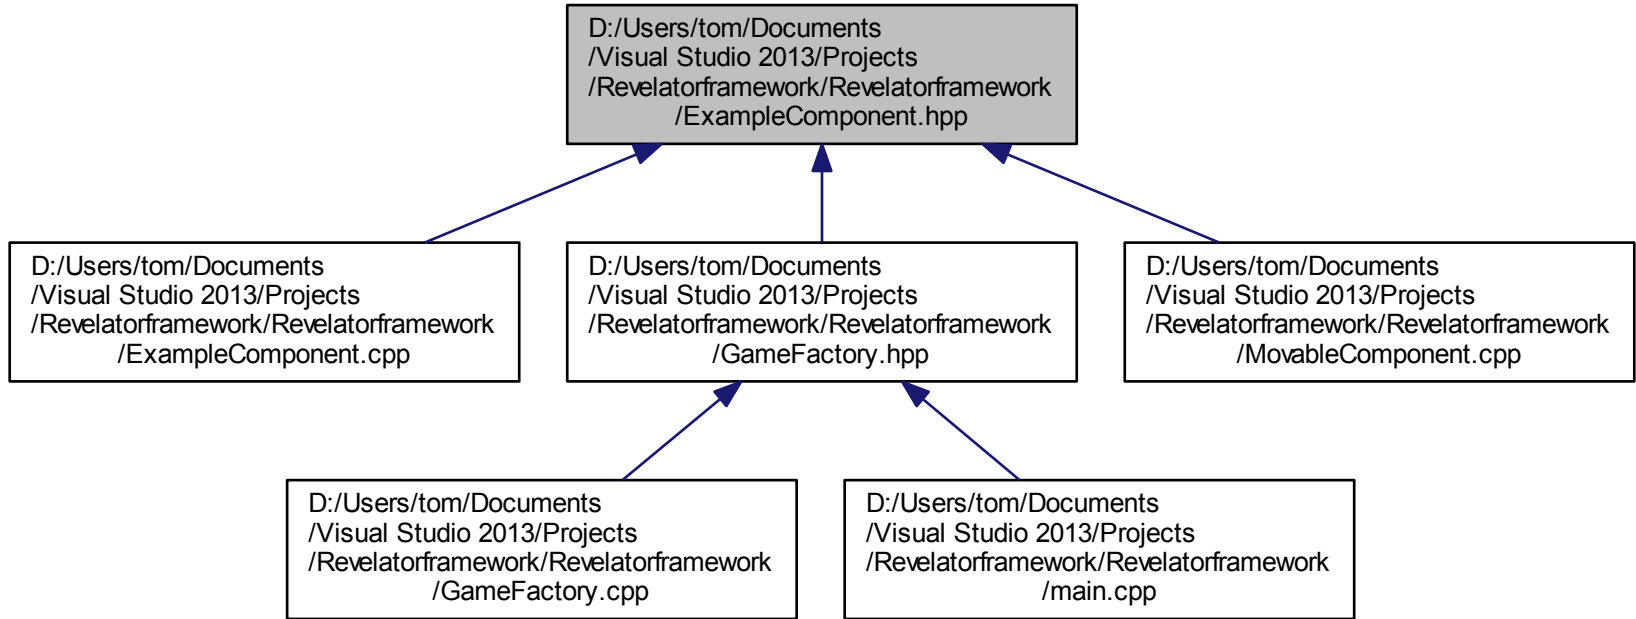 D:/Users/tom/Documents
/Visual Studio 2013/Projects
/Revelatorframework/Revelatorframework
/ExampleComponent.hpp
D:/Users/tom/Documents
/Visual Studio 2013/Projects
/Revelatorframework/Revelatorframework
/ExampleComponent.cpp
D:/Users/tom/Documents
/Visual Studio 2013/Projects
/Revelatorframework/Revelatorframework
/GameFactory.hpp
D:/Users/tom/Documents
/Visual Studio 2013/Projects
/Revelatorframework/Revelatorframework
/MovableComponent.cpp
D:/Users/tom/Documents
/Visual Studio 2013/Projects
/Revelatorframework/Revelatorframework
/GameFactory.cpp
D:/Users/tom/Documents
/Visual Studio 2013/Projects
/Revelatorframework/Revelatorframework
/main.cpp